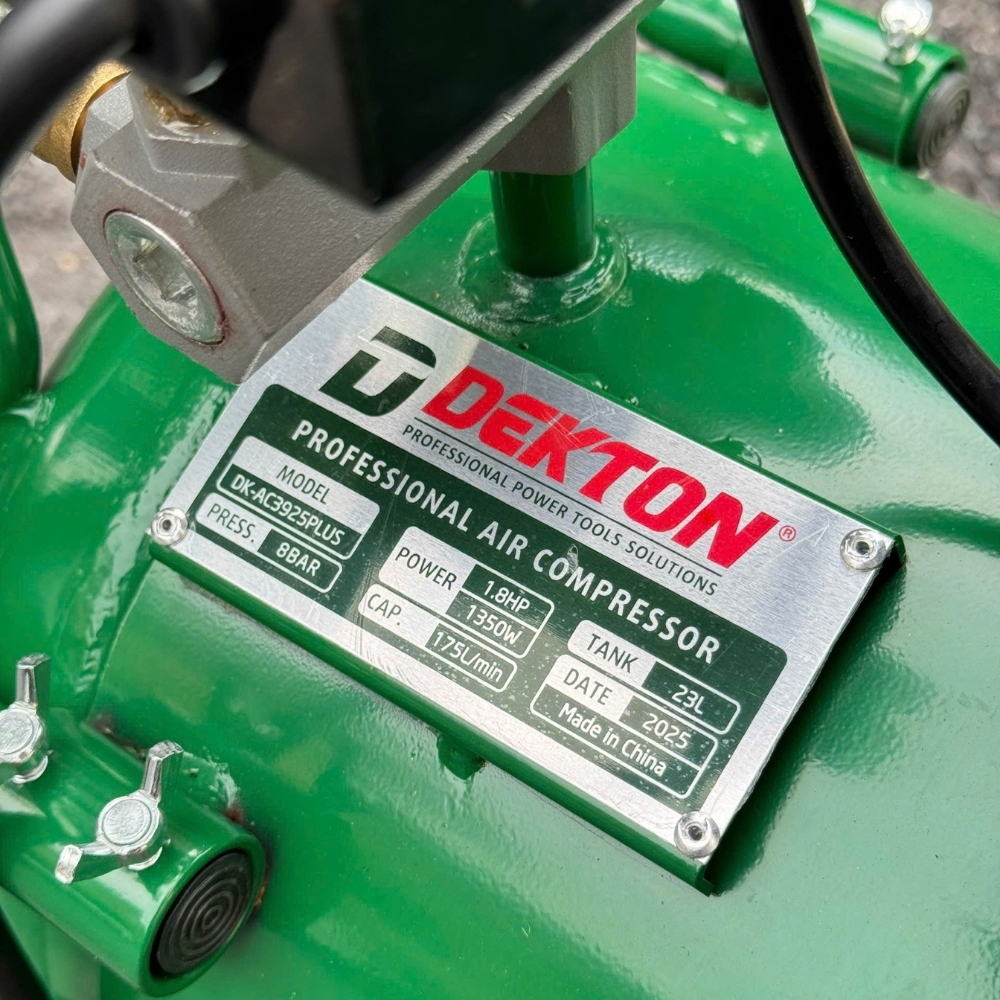 DEKTON®
PROFESSIONAL POWER TOOLS SOLUTIONS
PROFESSIONAL AIR COMPRESSOR
MODEL
DK-AC3925PLUS
PRESS. 8BAR
POWER 1.8HP
1350W
CAP. 175L/min
TANK 23L
DATE 2025
Made in China